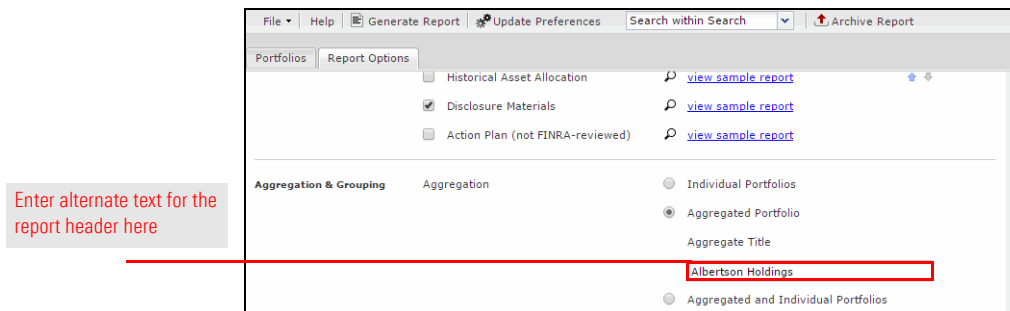 File Help Generate Report Update Preferences Search within Search Archive Report
Portfolios Report Options
Historical Asset Allocation view sample report
Disclosure Materials view sample report
Action Plan (not FINRA-reviewed) view sample report
Aggregation & Grouping Aggregation Individual Portfolios
Enter alternate text for the
report header here
Aggregated Portfolio
Aggregate Title
Albertson Holdings
Aggregated and Individual Portfolios